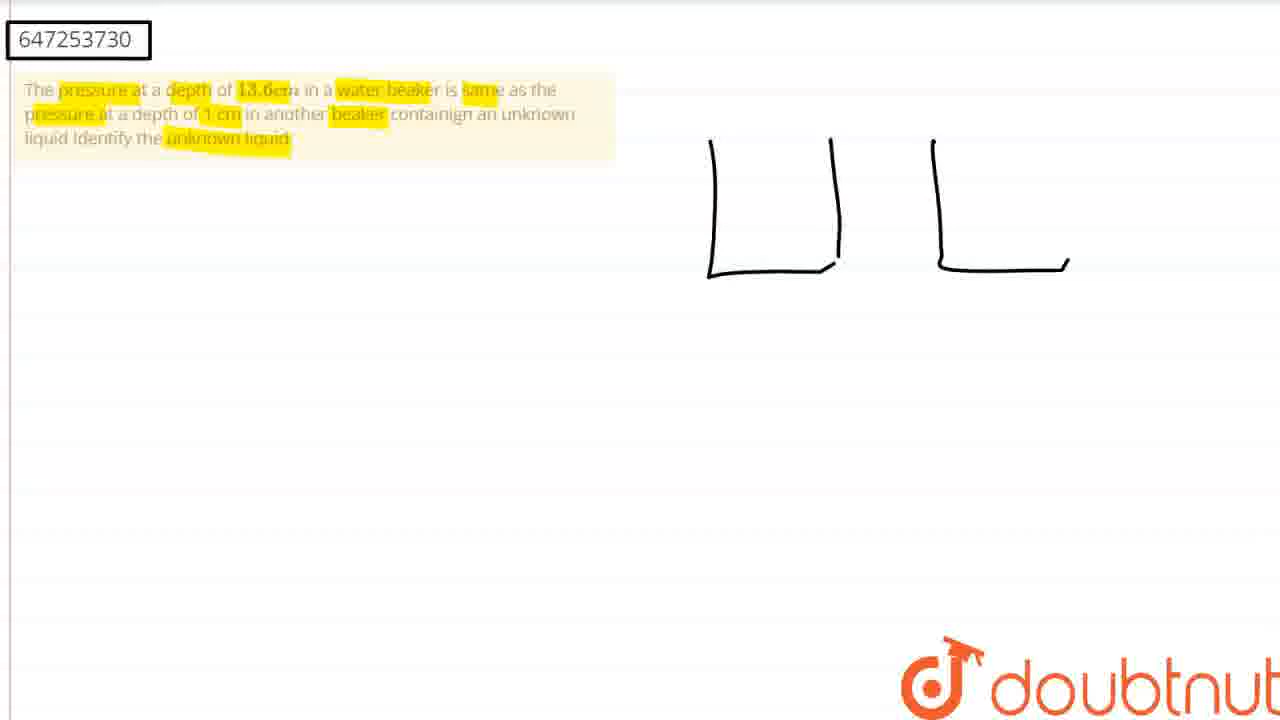 647253730
The pressure at a depth of 13.6cm in a water beaker is same as the
pressure at a depth of 1 cm in another beaker containign an unknown
liquid Identify the unknown liquid
doubtnut